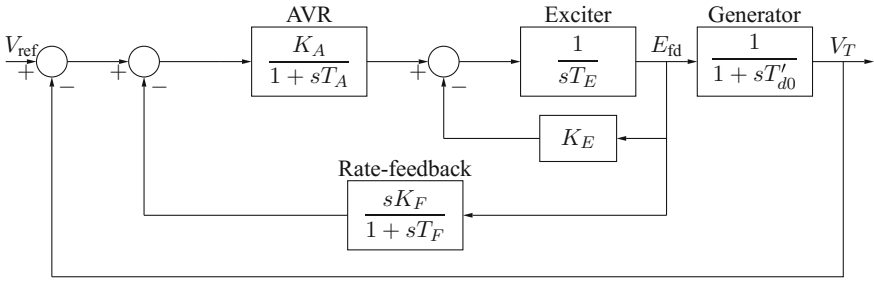 AVR
Exciter
Generator
V_ref
K_A
1 + sT_A
1
sT_E
E_fd
1
1 + sT'_d0
V_T
+
−
+
−
+
−
K_E
Rate-feedback
sK_F
1 + sT_F